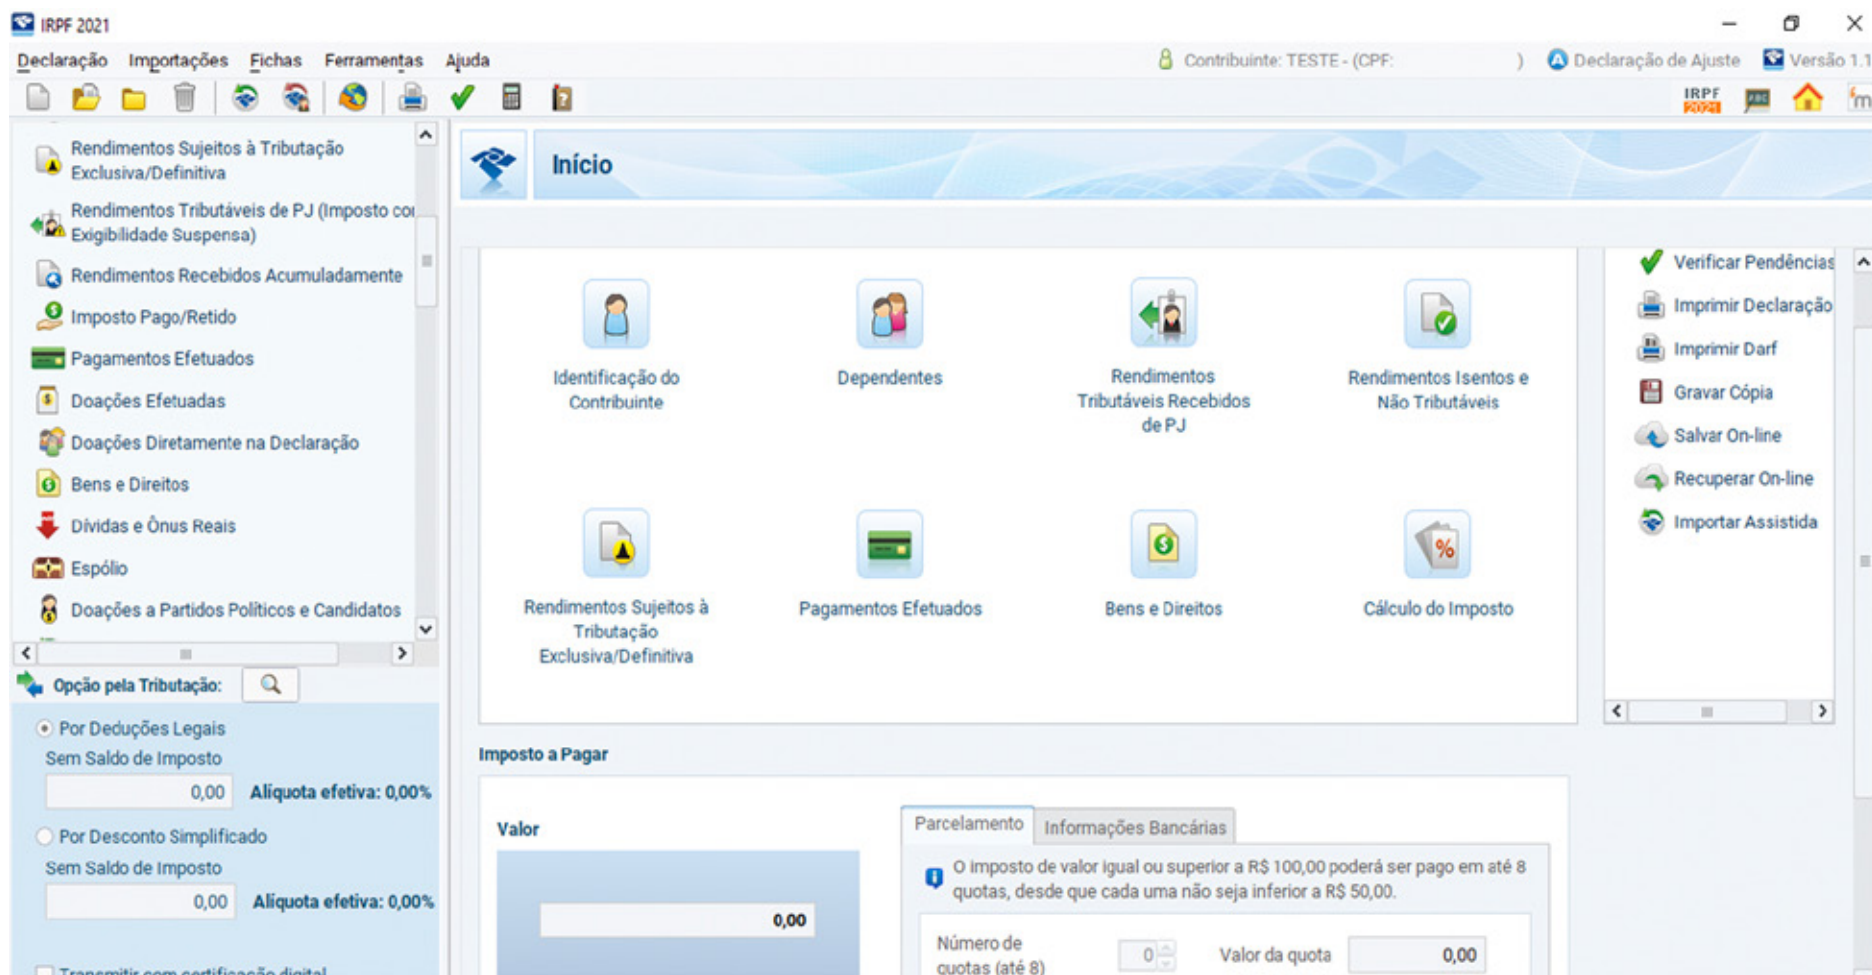 IRPF 2021
Declaração Importações Fichas Ferramentas Ajuda
Contribuinte: TESTE - (CPF: )
Declaração de Ajuste
Versão 1.1
IRPF
2021
ABC
Rendimentos Sujeitos à Tributação
Exclusiva/Definitiva
Rendimentos Tributáveis de PJ (Imposto co
Exigibilidade Suspensa)
Rendimentos Recebidos Acumuladamente
Imposto Pago/Retido
Pagamentos Efetuados
Doações Efetuadas
Doações Diretamente na Declaração
Bens e Direitos
Dívidas e Ônus Reais
Espólio
Doações a Partidos Políticos e Candidatos
Opção pela Tributação:
Por Deduções Legais
Sem Saldo de Imposto
0,00 Alíquota efetiva: 0,00%
Por Desconto Simplificado
Sem Saldo de Imposto
0,00 Alíquota efetiva: 0,00%
Transmitir com certificação digital
Início
Identificação do
Contribuinte
Dependentes
Rendimentos
Tributáveis Recebidos
de PJ
Rendimentos Isentos e
Não Tributáveis
Rendimentos Sujeitos à
Tributação
Exclusiva/Definitiva
Pagamentos Efetuados
Bens e Direitos
Cálculo do Imposto
Verificar Pendências
Imprimir Declaração
Imprimir Darf
Gravar Cópia
Salvar On-line
Recuperar On-line
Importar Assistida
Imposto a Pagar
Valor
0,00
Parcelamento
Informações Bancárias
O imposto de valor igual ou superior a R$ 100,00 poderá ser pago em até 8
quotas, desde que cada uma não seja inferior a R$ 50,00.
Número de
quotas (até 8)
0
Valor da quota
0,00